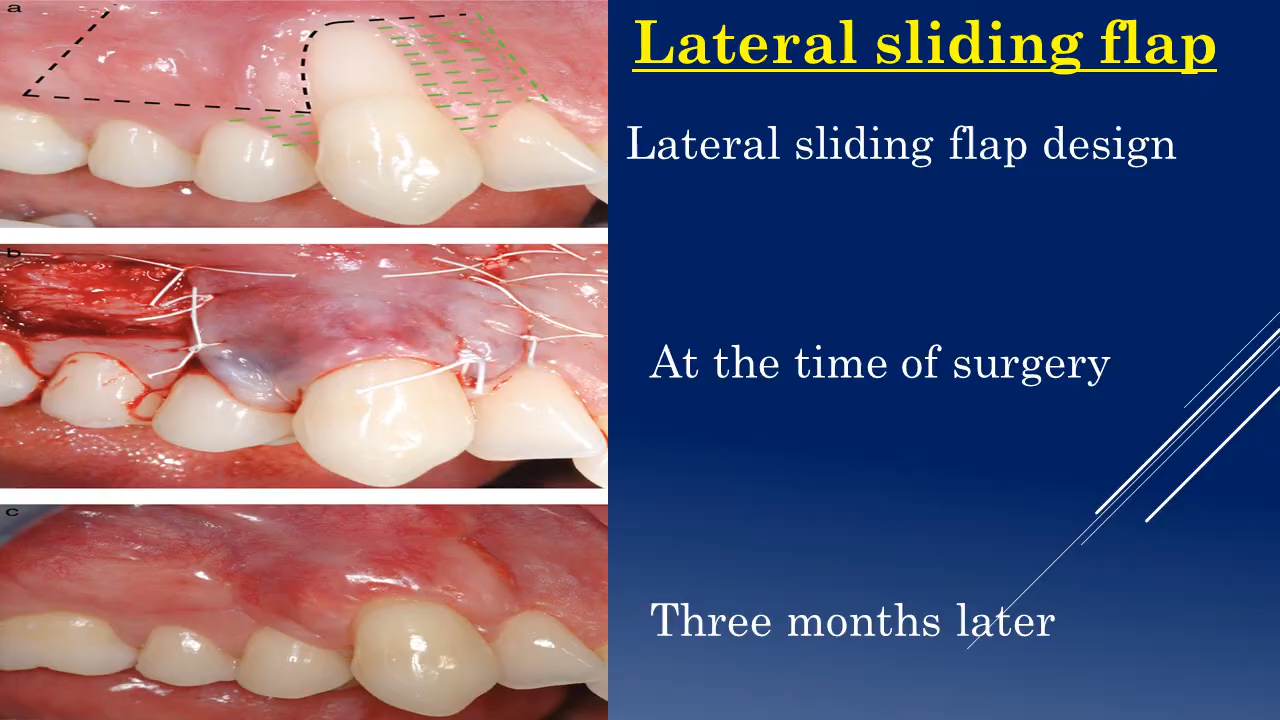 Lateral sliding flap
a
Lateral sliding flap design
b
At the time of surgery
c
Three months later